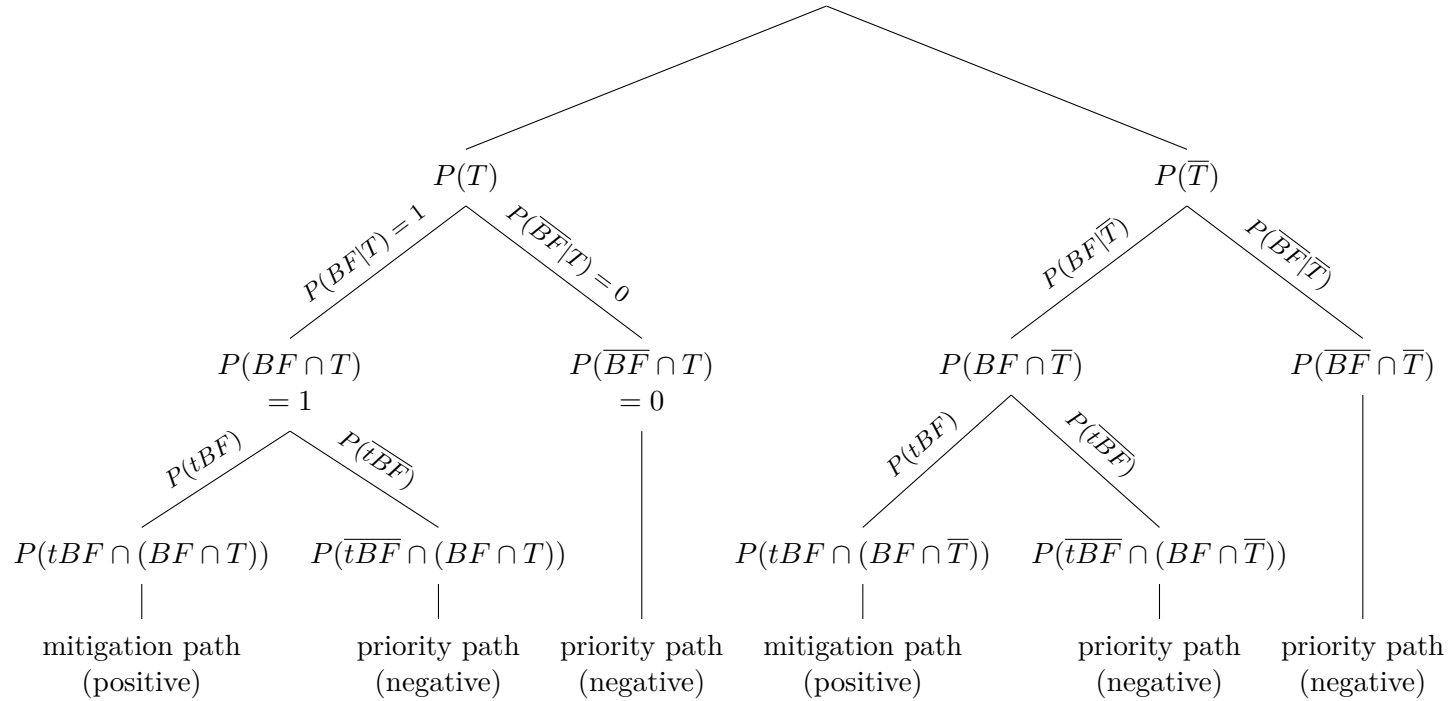 P(T)
P(T̅)
P(BF|T) = 1
P(B̅F̅|T) = 0
P(BF|T̅)
P(B̅F̅|T̅)
P(BF ∩ T)
= 1
P(B̅F̅ ∩ T)
= 0
P(BF ∩ T̅)
P(B̅F̅ ∩ T̅)
P(tBF)
P(t̅B̅F̅)
P(tBF)
P(t̅B̅F̅)
P(tBF ∩ (BF ∩ T))
P(t̅B̅F̅ ∩ (BF ∩ T))
P(tBF ∩ (BF ∩ T̅))
P(t̅B̅F̅ ∩ (BF ∩ T̅))
mitigation path
(positive)
priority path
(negative)
priority path
(negative)
mitigation path
(positive)
priority path
(negative)
priority path
(negative)